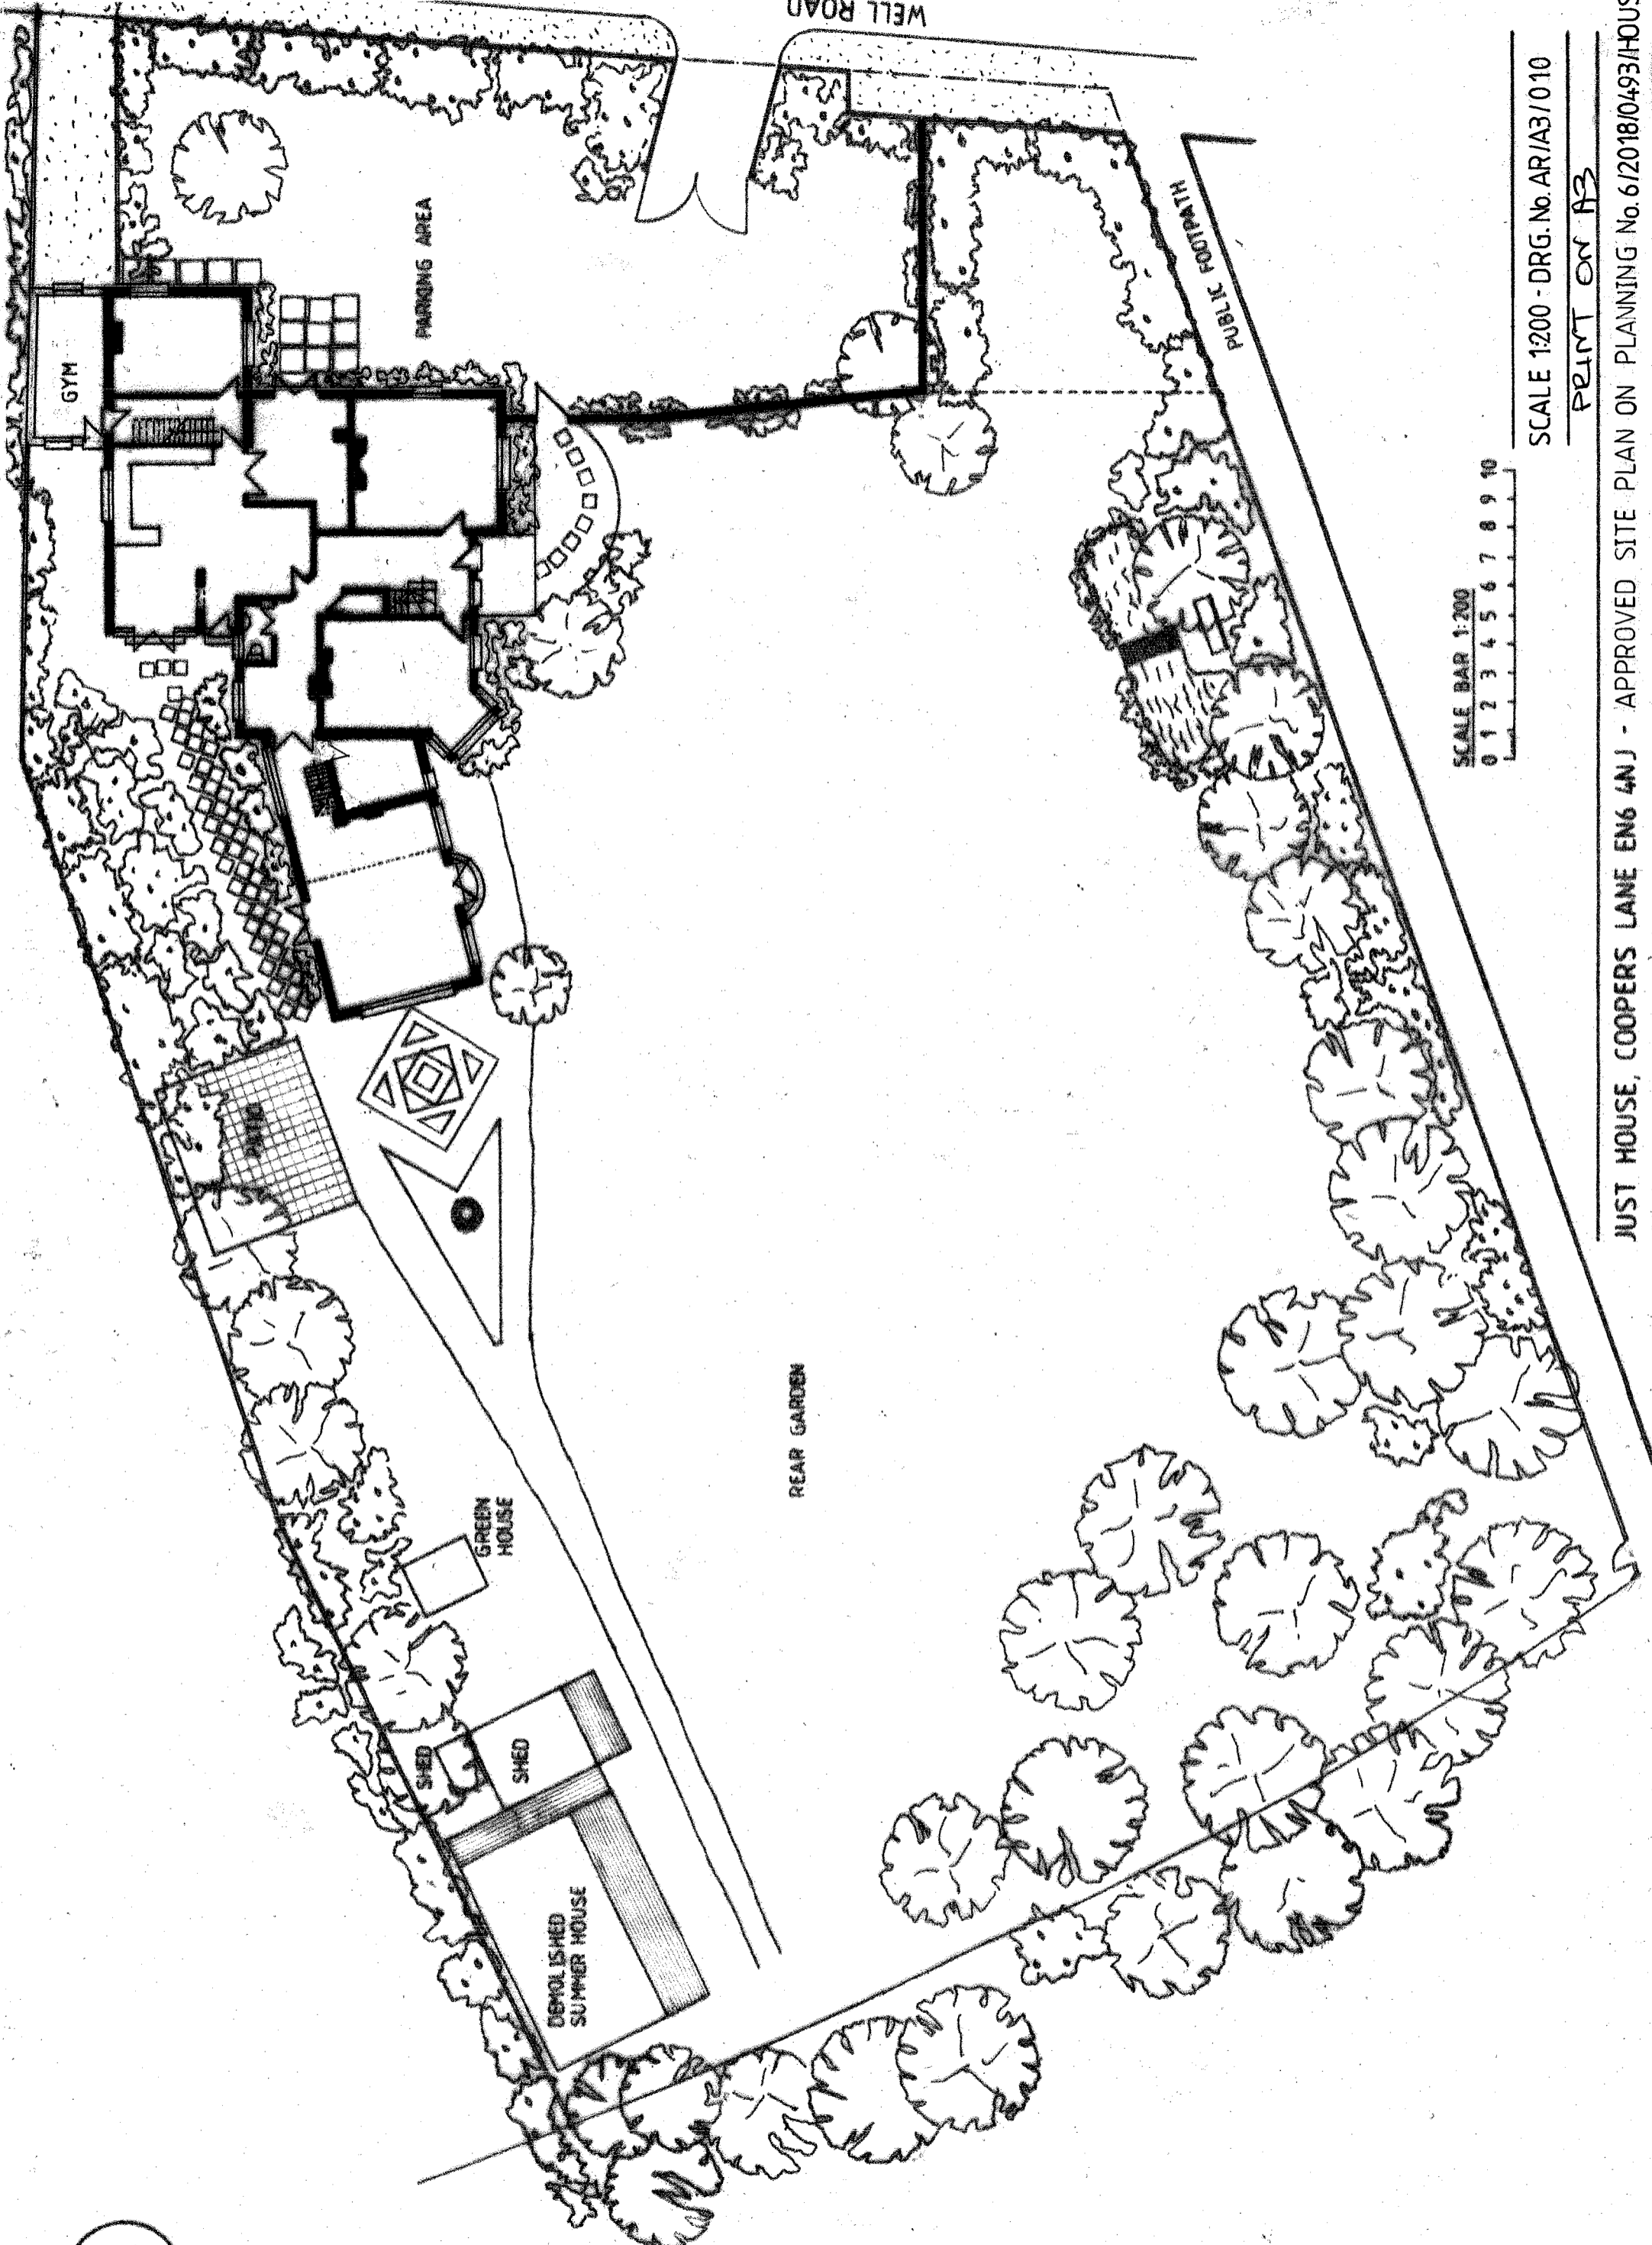 WELL ROAD
GYM
PARKING AREA
PUBLIC FOOTPATH
PATIO
REAR GARDEN
GREEN
HOUSE
SHED
SHED
DEMOLISHED
SUMMER HOUSE
SCALE BAR 1:200
0 1 2 3 4 5 6 7 8 9 10
SCALE 1:200 - DRG. No. AR/A3/010
PRINT ON A3
JUST HOUSE, COOPERS LANE EN6 4NJ - APPROVED SITE PLAN ON PLANNING No. 6/2018/0493/HOUS